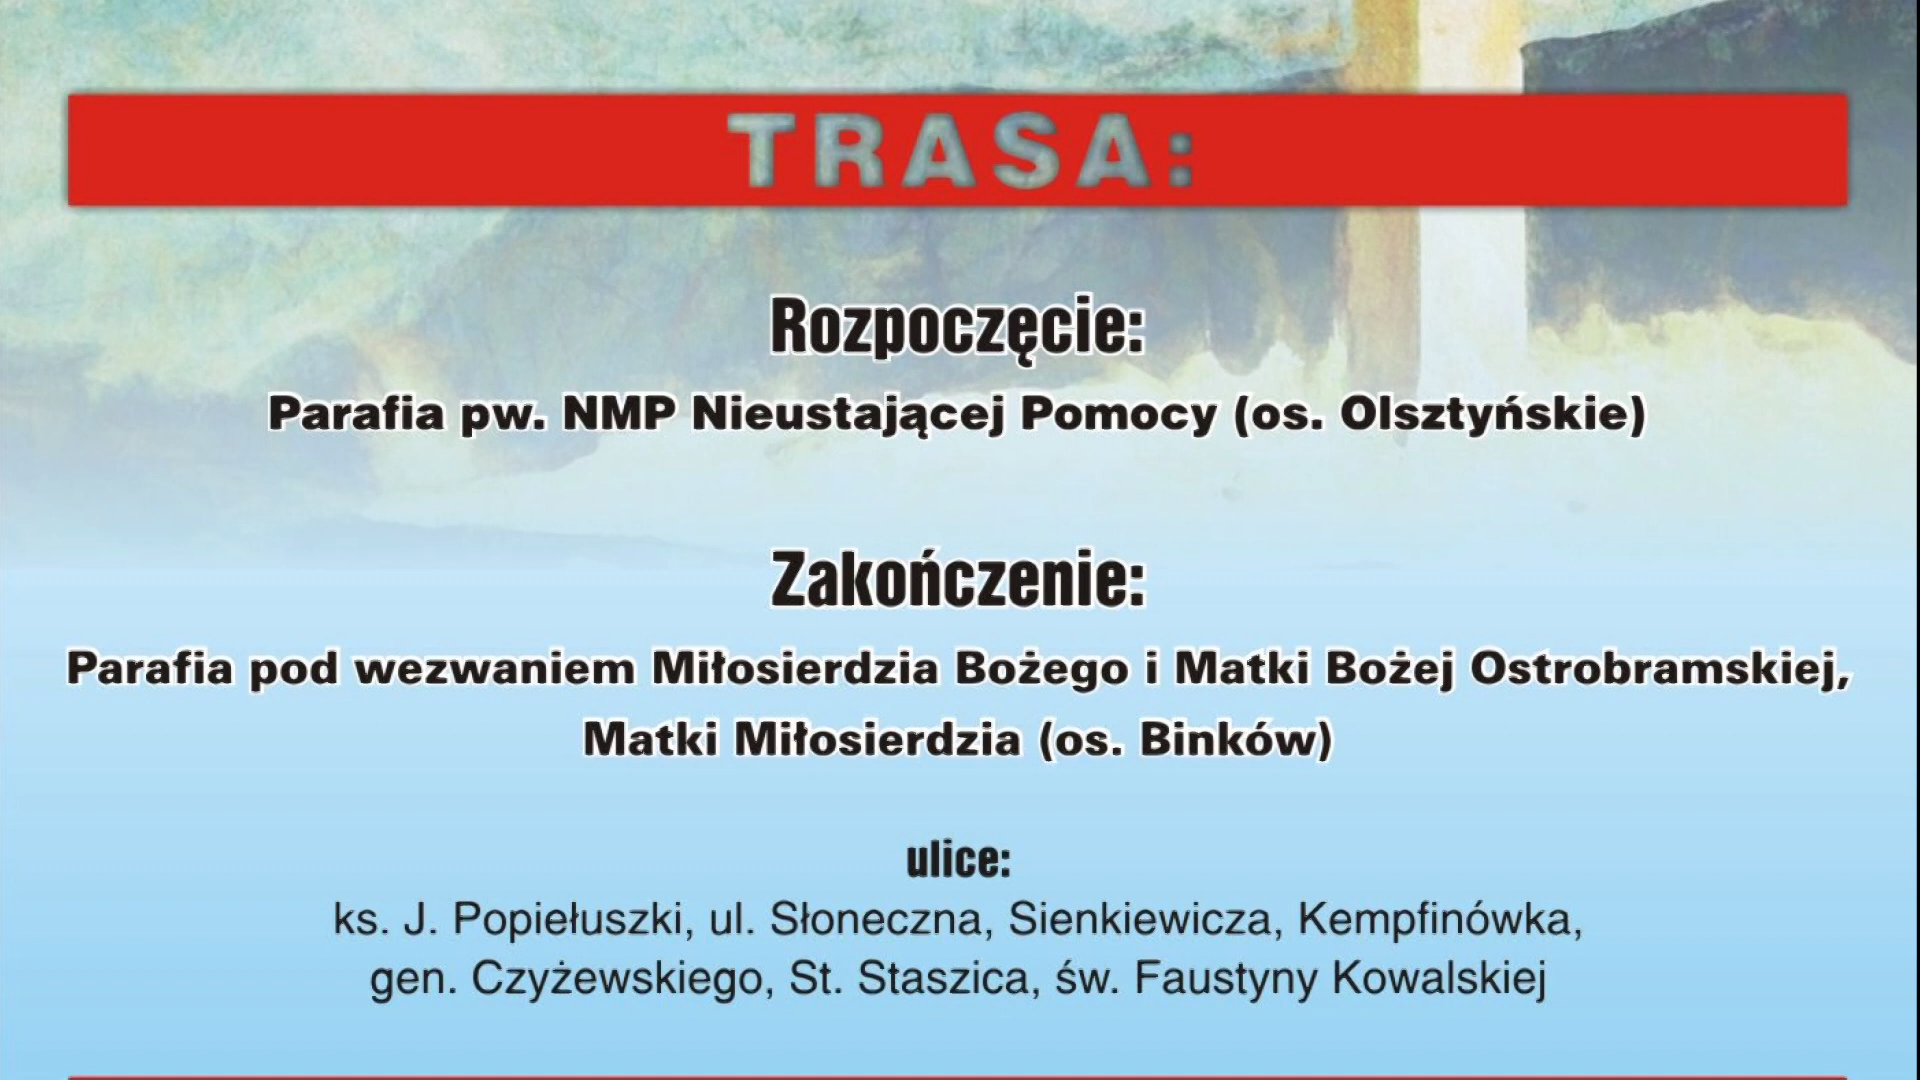 TRASA:
Rozpoczęcie:
Parafia pw. NMP Nieustającej Pomocy (os. Olsztyńskie)
Zakończenie:
Parafia pod wezwaniem Miłosierdzia Bożego i Matki Bożej Ostrobramskiej,
Matki Miłosierdzia (os. Binków)
ulice:
ks. J. Popiełuszki, ul. Słoneczna, Sienkiewicza, Kempfinówka,
gen. Czyżewskiego, St. Staszica, św. Faustyny Kowalskiej